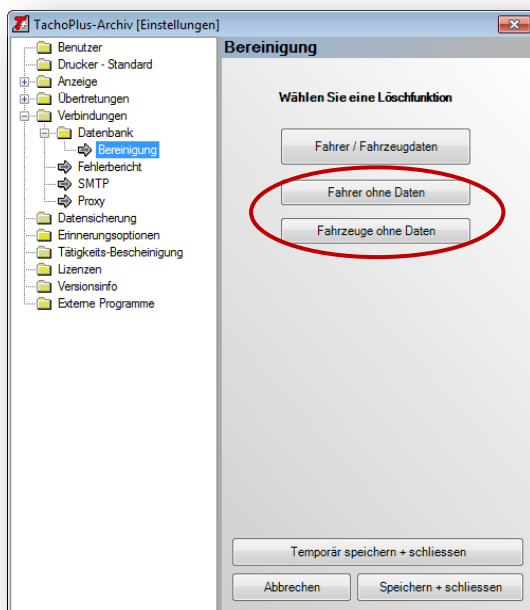 TachoPlus-Archiv [Einstellungen]
Benutzer
Drucker - Standard
Anzeige
Übertretungen
Verbindungen
Datenbank
Bereinigung
Fehlerbericht
SMTP
Proxy
Datensicherung
Erinnerungsoptionen
Tätigkeits-Bescheinigung
Lizenzen
Versionsinfo
Externe Programme
Bereinigung
Wählen Sie eine Löschfunktion
Fahrer / Fahrzeugdaten
Fahrer ohne Daten
Fahrzeuge ohne Daten
Temporär speichern + schliessen
Abbrechen
Speichern + schliessen